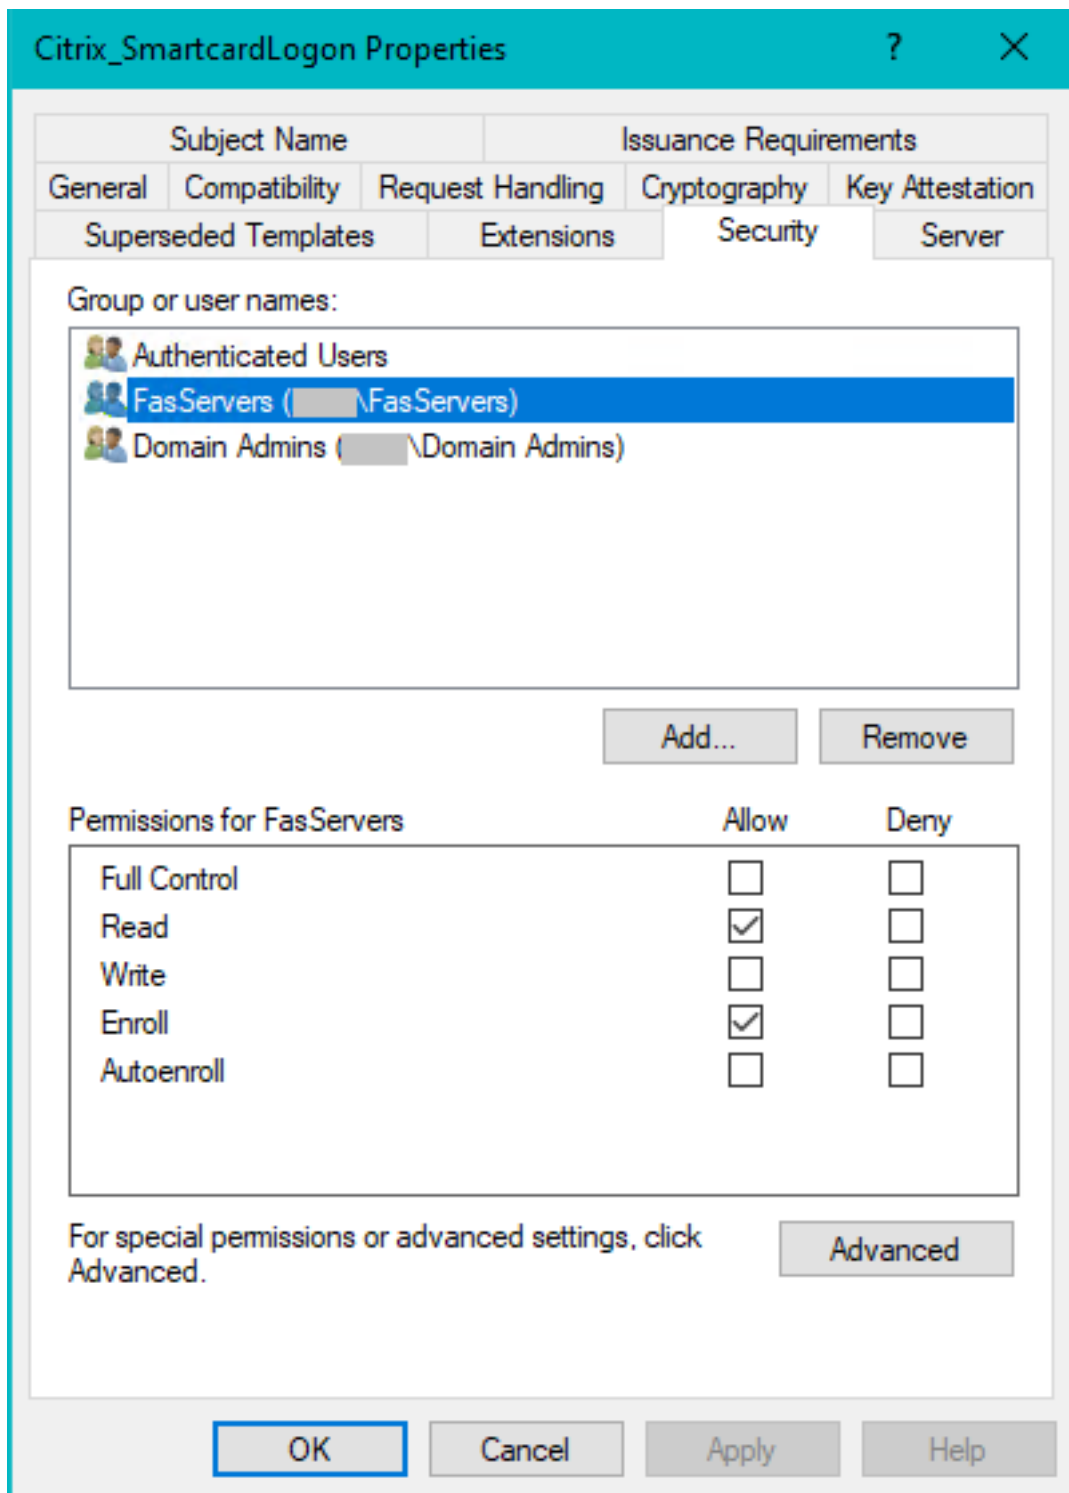 Citrix_SmartcardLogon Properties ?
Subject Name Issuance Requirements
General Compatibility Request Handling Cryptography Key Attestation
Superseded Templates Extensions Security Server
Group or user names:
Authenticated Users
FasServers ( \FasServers)
Domain Admins ( \Domain Admins)
Add... Remove
Permissions for FasServers Allow Deny
Full Control
Read
Write
Enroll
Autoenroll
For special permissions or advanced settings, click
Advanced.
Advanced
OK Cancel Apply Help